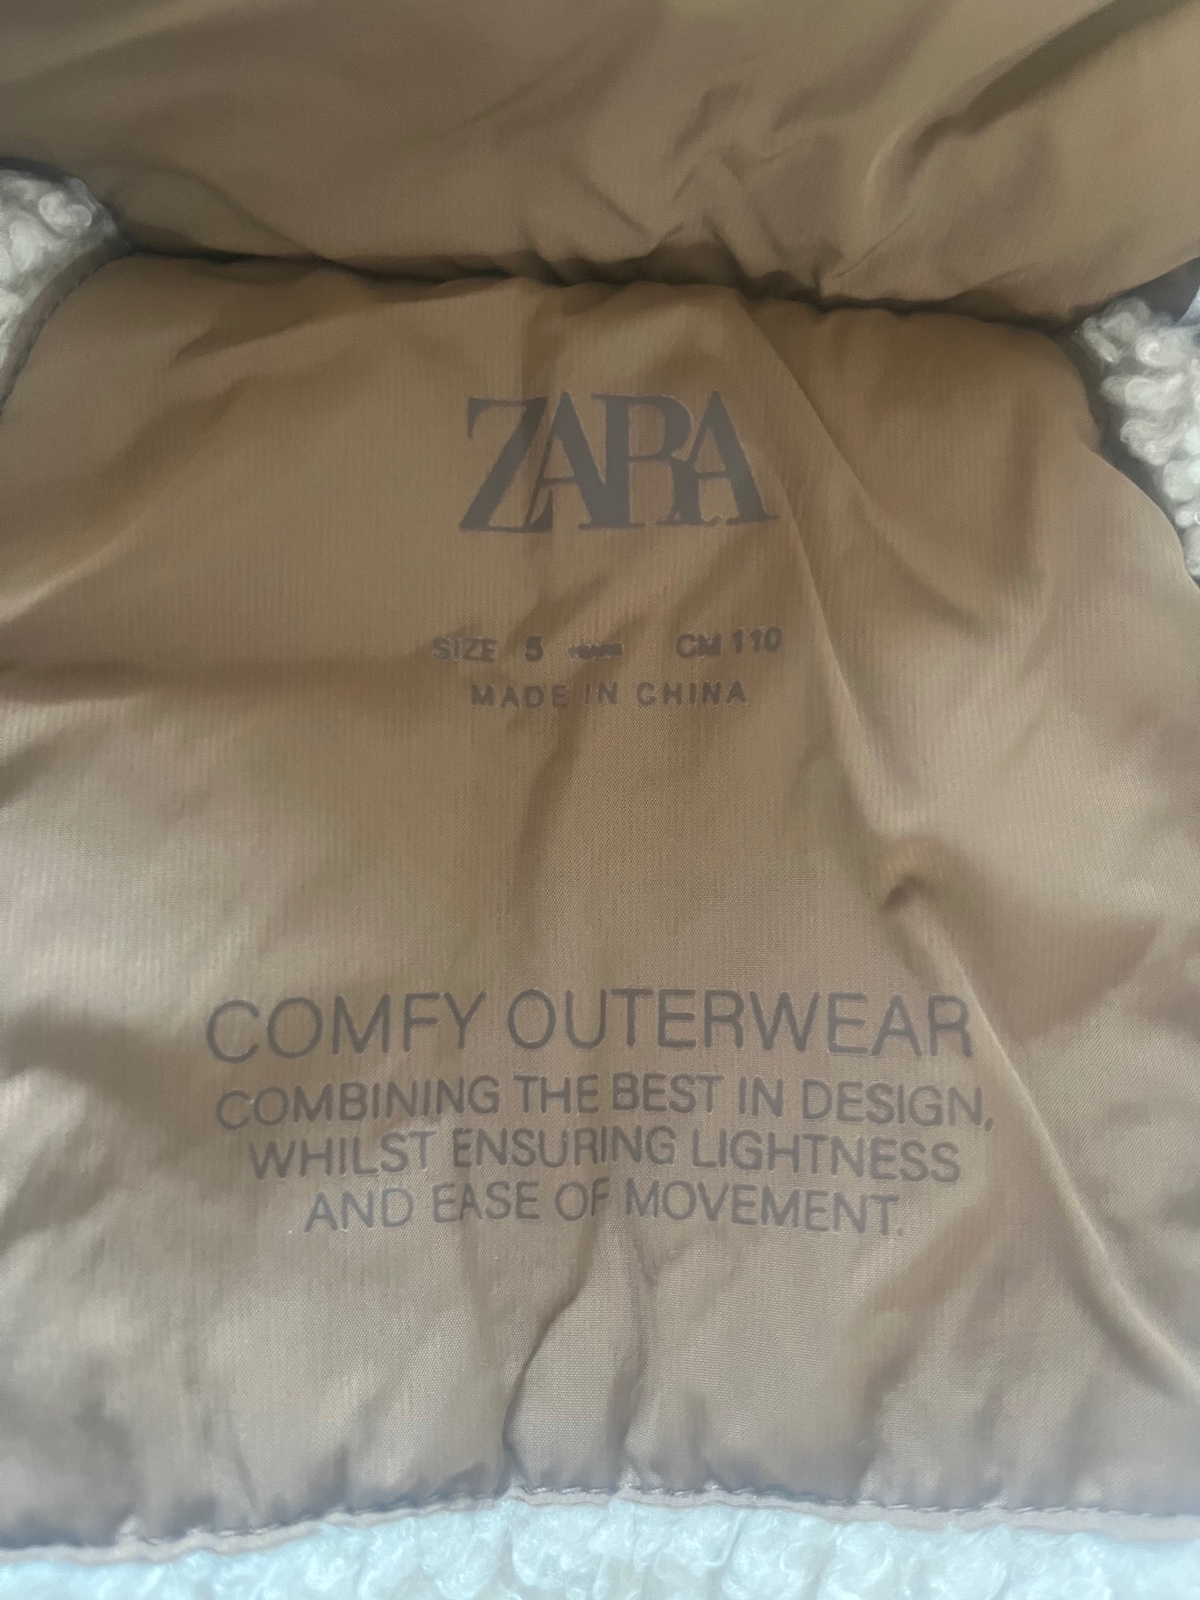 ZARA
SIZE 5 YEARS CM 110
MADE IN CHINA
COMFY OUTERWEAR
COMBINING THE BEST IN DESIGN,
WHILST ENSURING LIGHTNESS
AND EASE OF MOVEMENT.